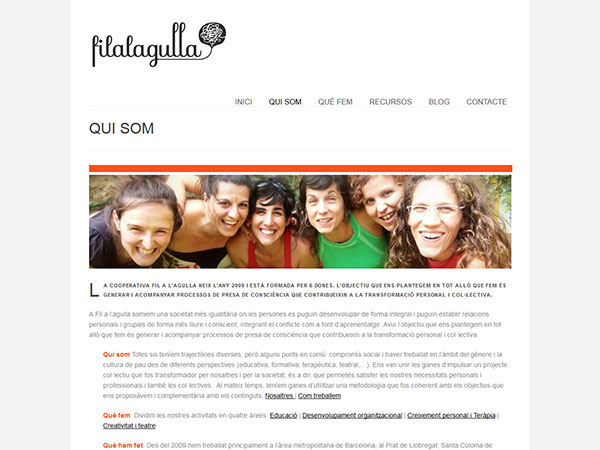 filalagulla
INICI QUI SOM QUÈ FEM RECURSOS BLOG CONTACTE
QUI SOM
LA COOPERATIVA FIL A L'AGULLA NEIX L'ANY 2009 I ESTÀ FORMADA PER 6 DONES. L'OBJECTIU QUE ENS PLANTEGEM EN TOT ALLÒ QUE FEM ÉS
GENERAR I ACOMPANYAR PROCESSOS DE PRESA DE CONSCIÈNCIA QUE CONTRIBUEIXIN A LA TRANSFORMACIÓ PERSONAL I COL·LECTIVA.
A Fil a l'agulla somiem una societat més igualitària on les persones es puguin desenvolupar de forma integral i puguin establir relacions
personals i grupals de forma més lliure i conscient, integrant el conflicte com a font d'aprenentatge. Avui l'objectiu que ens plantegem en tot
allò que fem és generar i acompanyar processos de presa de consciència que contribueixin a la transformació personal i col·lectiva.
Qui som Totes sis teníem trajectòries diverses, però alguns punts en comú: compromís social i haver treballat en l'àmbit del gènere i la
cultura de pau des de diferents perspectives (educativa, formativa, terapèutica, teatral,...). Ens van unir les ganes d'impulsar un projecte
col·lectiu que fos transformador per nosaltres i per la societat, és a dir, que permetés satisfer les nostres necessitats personals i
professionals i també les col·lectives. Al mateix temps, teníem ganes d'utilitzar una metodologia que fos coherent amb els objectius que
ens proposàvem i complementària amb els continguts. Nosaltres | Com treballem
Què fem Dividim les nostres activitats en quatre àrees: Educació | Desenvolupament organitzacional | Creixement personal i Teràpia |
Creativitat i teatre
Què hem fet Des del 2009 hem treballat principalment a l'àrea metropolitana de Barcelona; al Prat de Llobregat, Santa Coloma de